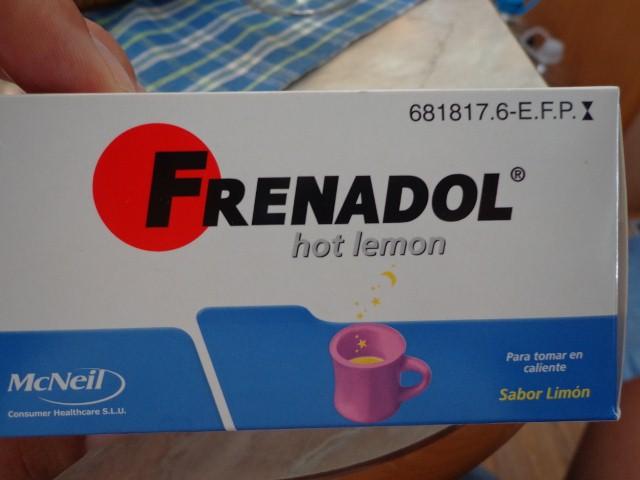 681817.6-E.F.P.
FRENADOL®
hot lemon
McNeil
Consumer Healthcare S.L.U.
Para tomar en
caliente
Sabor Limón